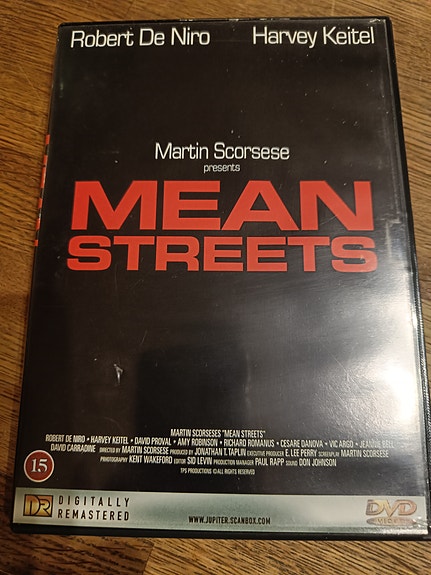 Robert De Niro Harvey Keitel
Martin Scorsese
presents
MEAN
STREETS
MARTIN SCORSESES "MEAN STREETS"
ROBERT DE NIRO • HARVEY KEITEL • DAVID PROVAL • AMY ROBINSON • RICHARD ROMANUS • CESARE DANOVA • VIC ARGO • JEANNIE BELL
DAVID CARRADINE DIRECTED BY MARTIN SCORSESE PRODUCED BY JONATHAN T. TAPLIN EXECUTIVE PRODUCER E. LEE PERRY SCREENPLAY MARTIN SCORSESE
PHHOTOGRAPHY KENT WAKEFORD EDITOR SID LEVIN PRODUCTION MANAGER PAUL RAPP SOUND DON JOHNSON
TPS PRODUCTIONS ©ALL RIGHTS RESERVED
15
DR DIGITALLY
REMASTERED
WWW.JUPITER.SCANBOX.COM
DVD
VIDEO